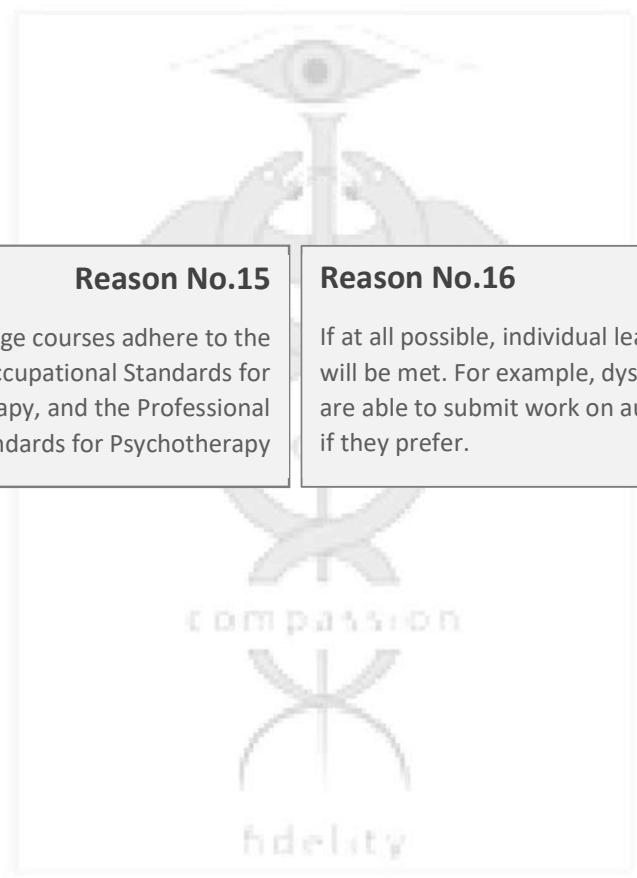 Reason No.15
ge courses adhere to the
ccupational Standards for
apy, and the Professional
ndards for Psychotherapy
Reason No.16
If at all possible, individual lea
will be met. For example, dys
are able to submit work on au
if they prefer.
compassion
fidelity